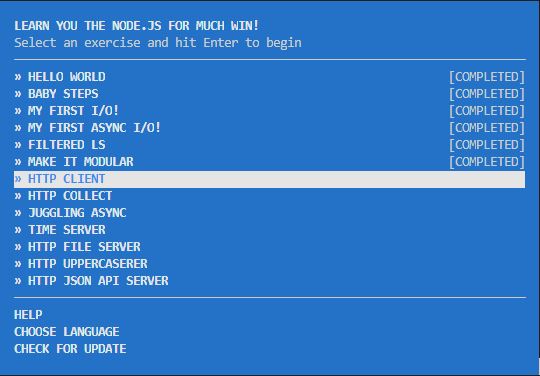 LEARN YOU THE NODE.JS FOR MUCH WIN!
Select an exercise and hit Enter to begin
» HELLO WORLD [COMPLETED]
» BABY STEPS [COMPLETED]
» MY FIRST I/O! [COMPLETED]
» MY FIRST ASYNC I/O! [COMPLETED]
» FILTERED LS [COMPLETED]
» MAKE IT MODULAR [COMPLETED]
» HTTP CLIENT
» HTTP COLLECT
» JUGGLING ASYNC
» TIME SERVER
» HTTP FILE SERVER
» HTTP UPPERCASERER
» HTTP JSON API SERVER
HELP
CHOOSE LANGUAGE
CHECK FOR UPDATE